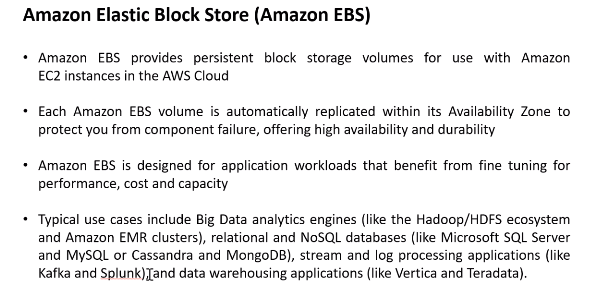 Amazon Elastic Block Store (Amazon EBS)
• Amazon EBS provides persistent block storage volumes for use with Amazon
EC2 instances in the AWS Cloud
• Each Amazon EBS volume is automatically replicated within its Availability Zone to
protect you from component failure, offering high availability and durability
• Amazon EBS is designed for application workloads that benefit from fine tuning for
performance, cost and capacity
• Typical use cases include Big Data analytics engines (like the Hadoop/HDFS ecosystem
and Amazon EMR clusters), relational and NoSQL databases (like Microsoft SQL Server
and MySQL or Cassandra and MongoDB), stream and log processing applications (like
Kafka and Splunk), and data warehousing applications (like Vertica and Teradata).